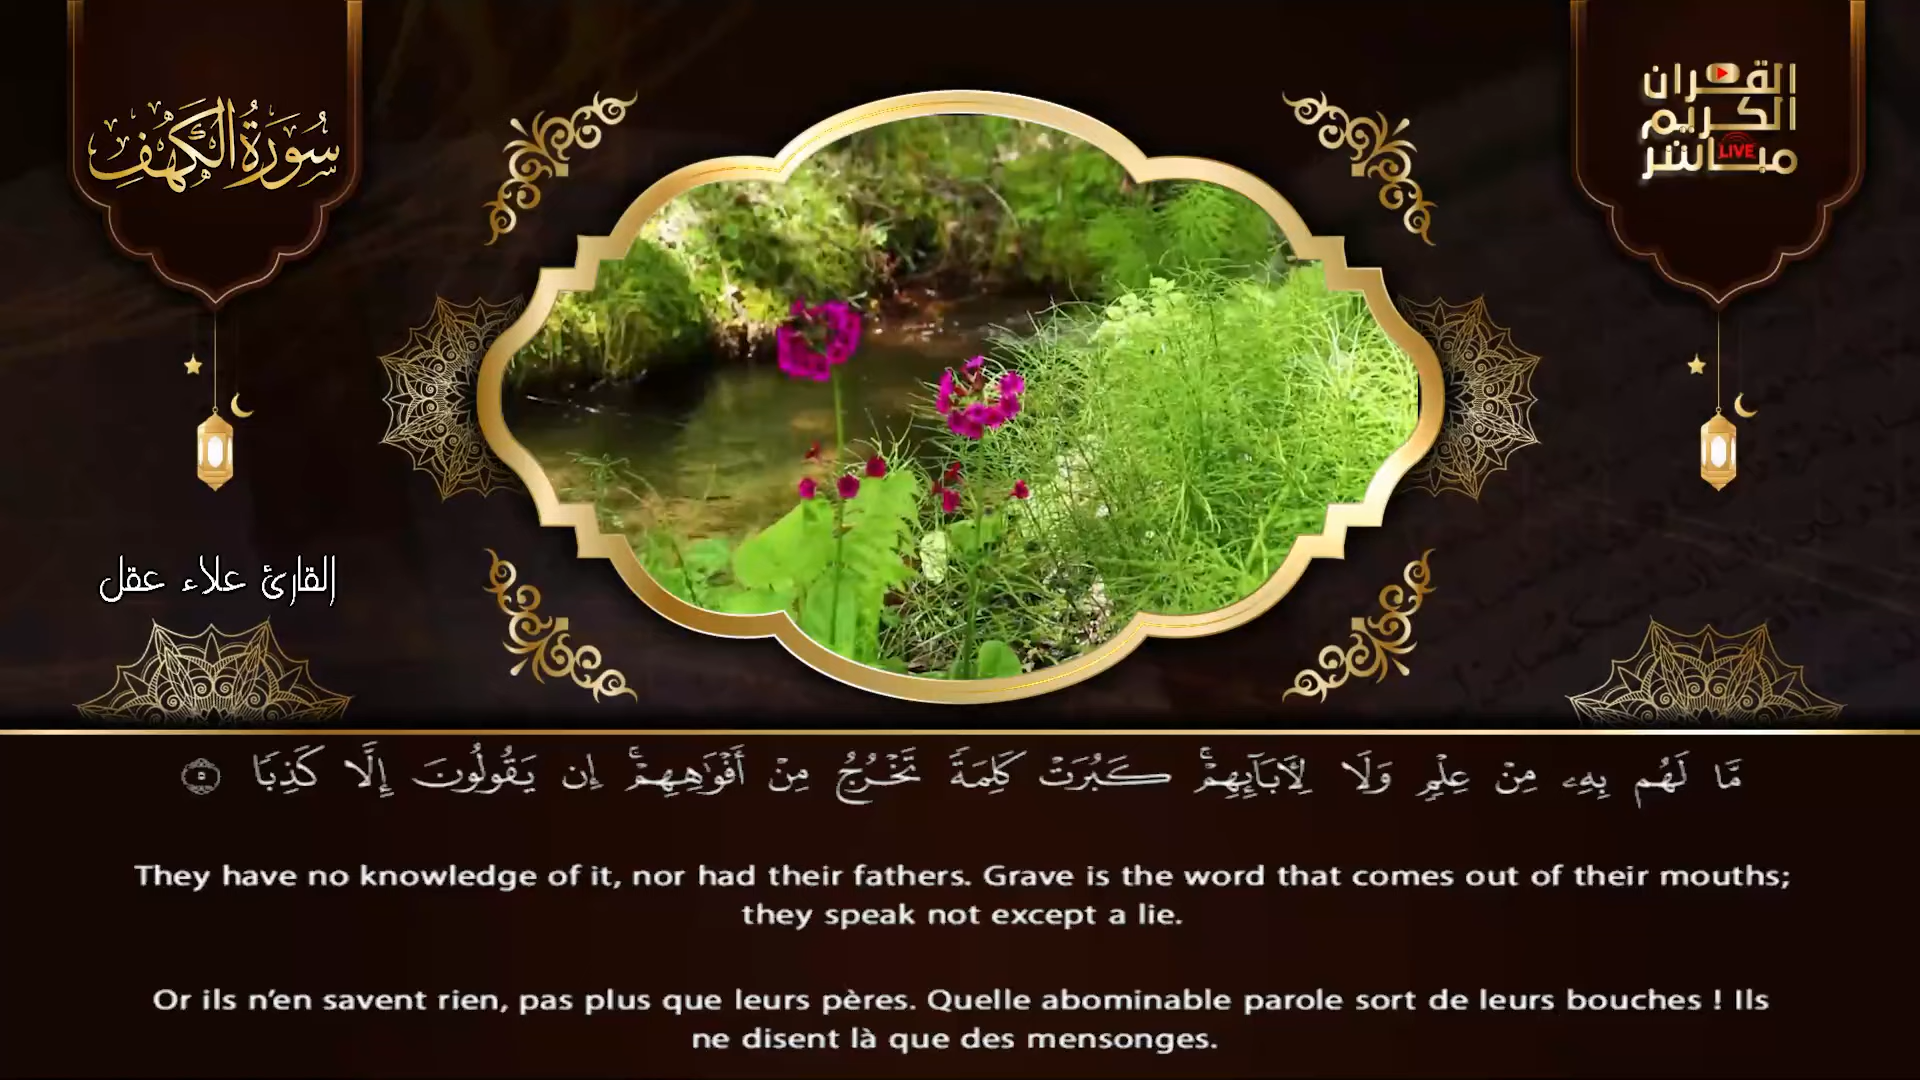 سُورَةُ الْكَهْفِ
القرآن
الكريم
مباشر
LIVE
القارئ علاء عقل
مَّا لَهُم بِهِۦ مِنْ عِلْمٍ وَلَا لِأَبَآئِهِمْ ۚ كَبُرَتْ كَلِمَةً تَخْرُجُ مِنْ أَفْوَٰهِهِمْ ۚ إِن يَقُولُونَ إِلَّا كَذِبًا ٥
They have no knowledge of it, nor had their fathers. Grave is the word that comes out of their mouths;
they speak not except a lie.
Or ils n’en savent rien, pas plus que leurs pères. Quelle abominable parole sort de leurs bouches ! Ils
ne disent là que des mensonges.